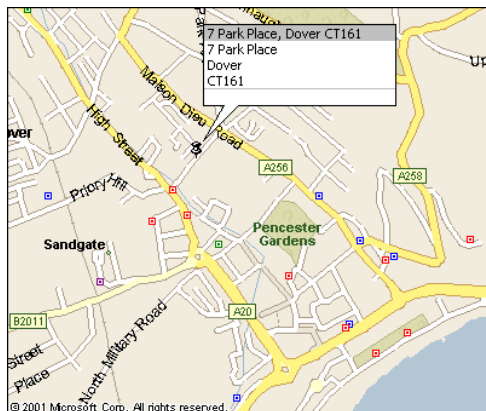 7 Park Place, Dover CT161
7 Park Place
Dover
CT161
Maison Dieu Road
High Street
A256
A258
Priory Hill
Pencester
Gardens
Sandgate
A20
B2011
North Military Road
Street
Place
© 2001 Microsoft Corp. All rights reserved.